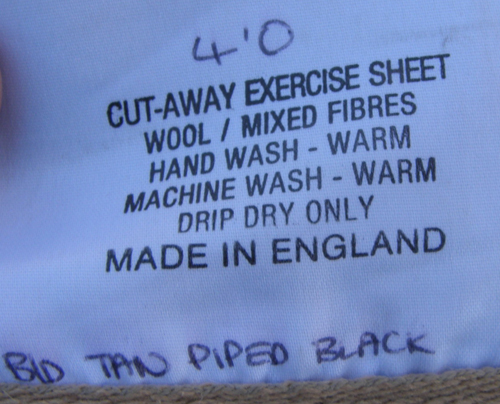 4'0
CUT-AWAY EXERCISE SHEET
WOOL / MIXED FIBRES
HAND WASH - WARM
MACHINE WASH - WARM
DRIP DRY ONLY
MADE IN ENGLAND
TAN PIPED BLACK